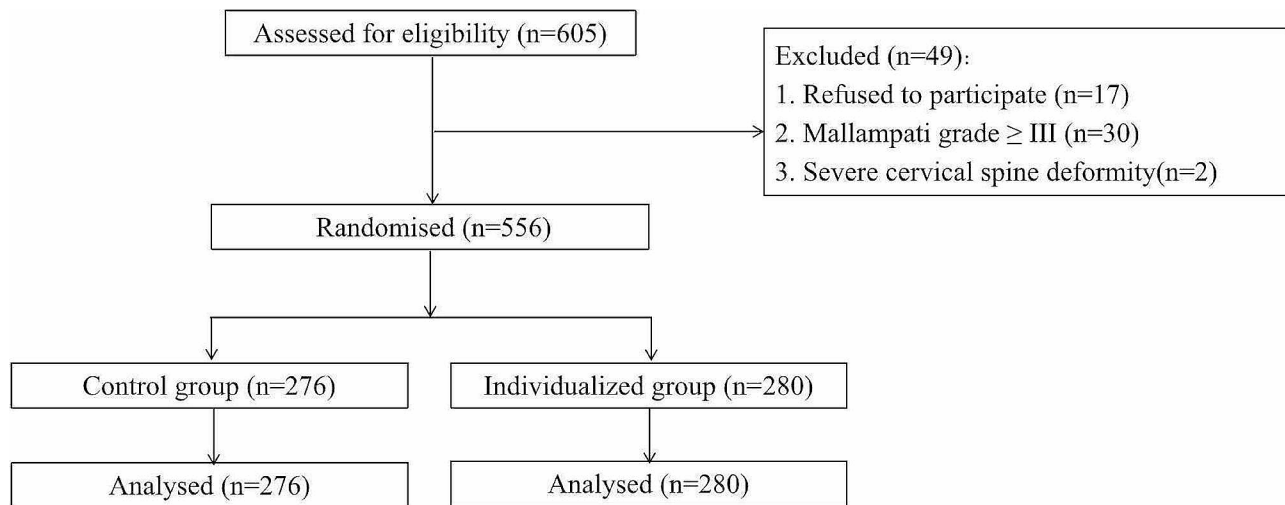 Assessed for eligibility (n=605)
Excluded (n=49):
1. Refused to participate (n=17)
2. Mallampati grade ≥ III (n=30)
3. Severe cervical spine deformity(n=2)
Randomised (n=556)
Control group (n=276)
Individualized group (n=280)
Analysed (n=276)
Analysed (n=280)